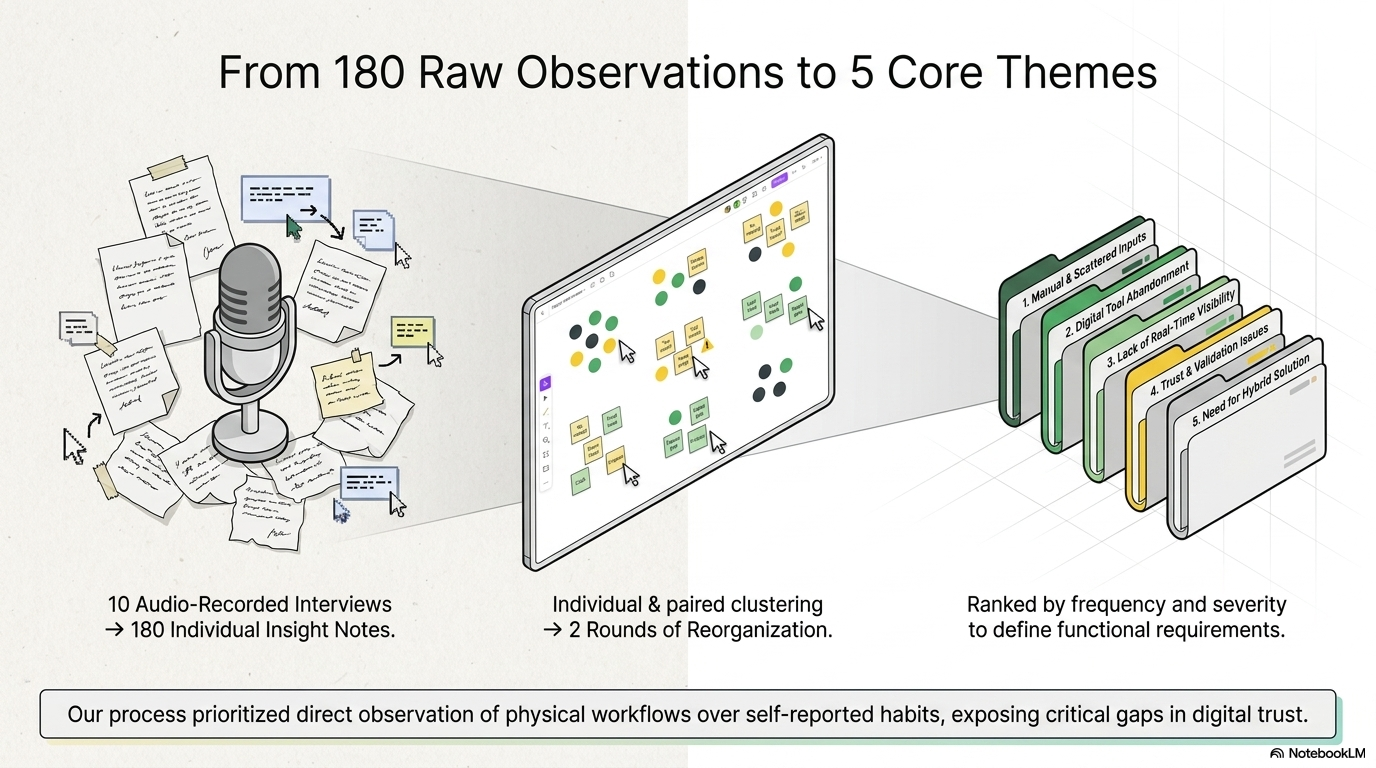 From 180 Raw Observations to 5 Core Themes
1. Manual & Scattered Inputs
2. Digital Tool Abandonment
3. Lack of Real-Time Visibility
4. Trust & Validation Issues
5. Need for Hybrid Solution
10 Audio-Recorded Interviews
→ 180 Individual Insight Notes.
Individual & paired clustering
→ 2 Rounds of Reorganization.
Ranked by frequency and severity
to define functional requirements.
Our process prioritized direct observation of physical workflows over self-reported habits, exposing critical gaps in digital trust.
NotebookLM